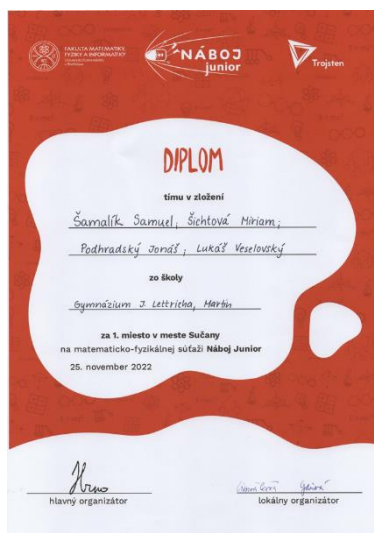 FAKULTA MATEMATIKY,
FYZIKY A INFORMATIKY
NÁBOJ
junior
Trojsten
DIPLOM
tímu v zložení
Šamalík Samuel, Šichtová Miriam,
Podhradský Jonáš, Lukáš Veselovský
zo školy
Gymnázium J. Lettricha, Martin
za 1. miesto v meste Sučany
na matematicko-fyzikálnej súťaži Náboj Junior
25. november 2022
hlavný organizátor
lokálny organizátor